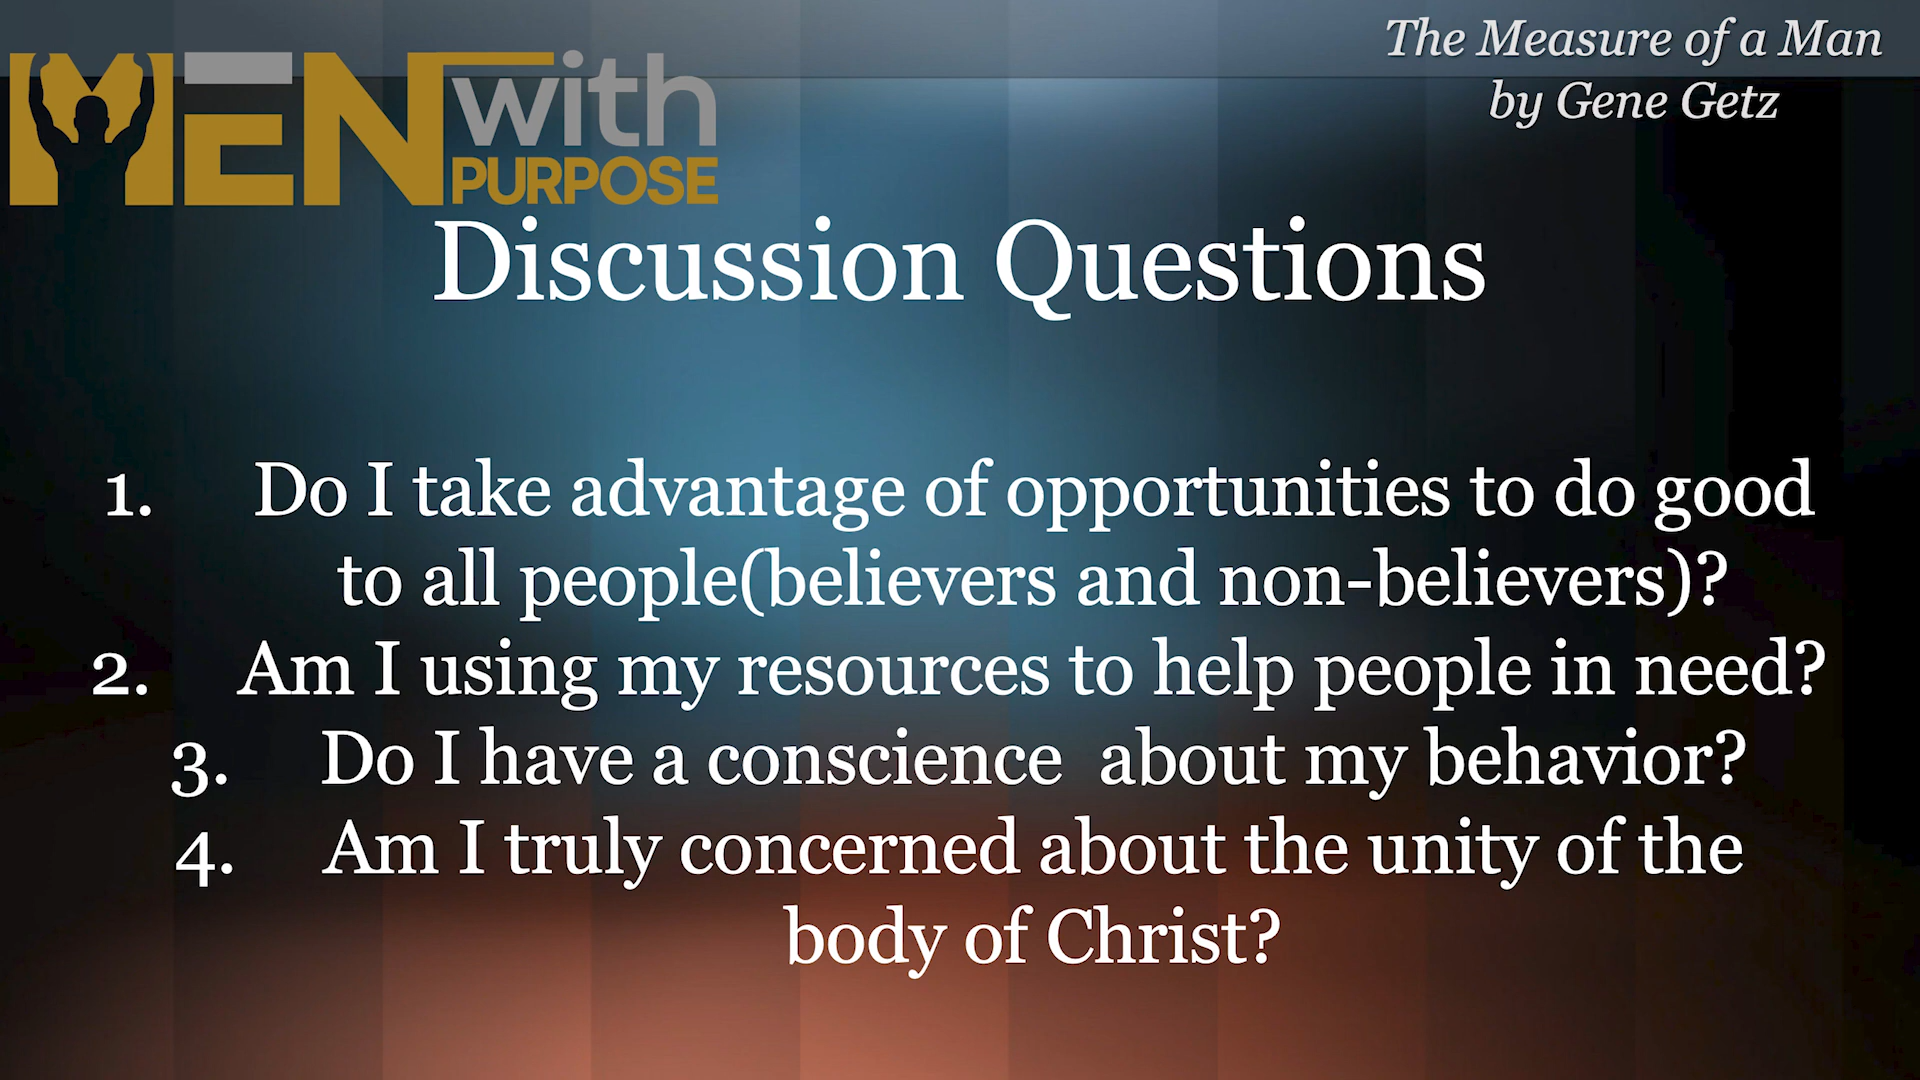 The Measure of a Man
by Gene Getz
MEN with
PURPOSE
Discussion Questions
1. Do I take advantage of opportunities to do good
to all people(believers and non-believers)?
2. Am I using my resources to help people in need?
3. Do I have a conscience  about my behavior?
4. Am I truly concerned about the unity of the
body of Christ?